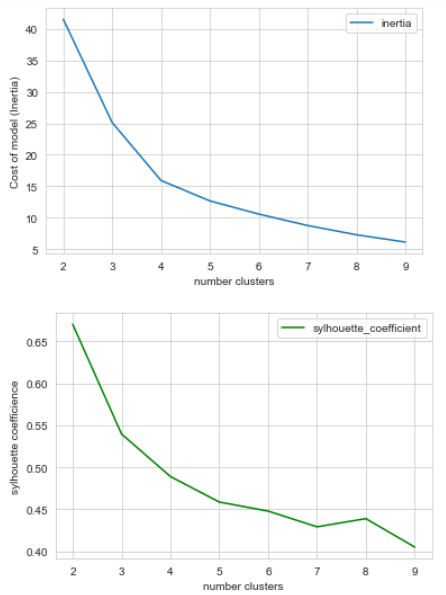 40
35
30
25
20
15
10
5
Cost of model (Inertia)
inertia
2 3 4 5 6 7 8 9
number clusters
0.65
0.60
0.55
0.50
0.45
0.40
sylhouette coefficience
sylhouette_coefficient
2 3 4 5 6 7 8 9
number clusters